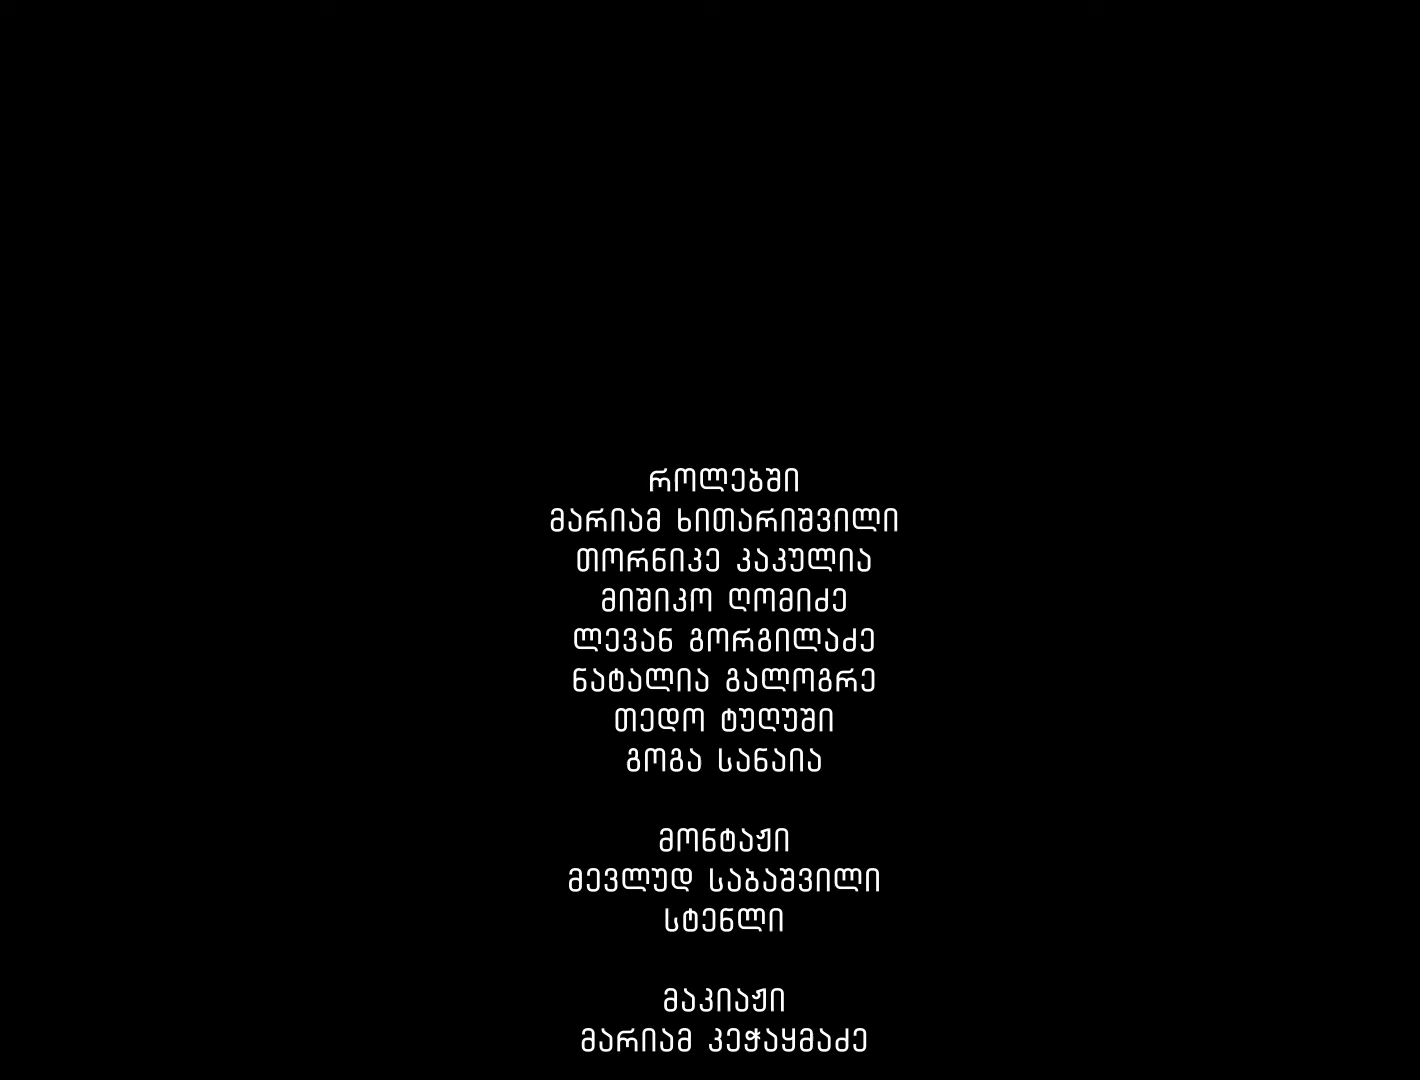 როლებში
მარიამ ხითარიშვილი
თორნიკე კაკულია
მიშიკო ღომიძე
ლევან გორგილაძე
ნატალია გალოგრე
თედო ტუღუში
გოგა სანაია
მონტაჟი
მევლუდ საბაშვილი
სტენლი
მაკიაჟი
მარიამ კეჭაყმაძე